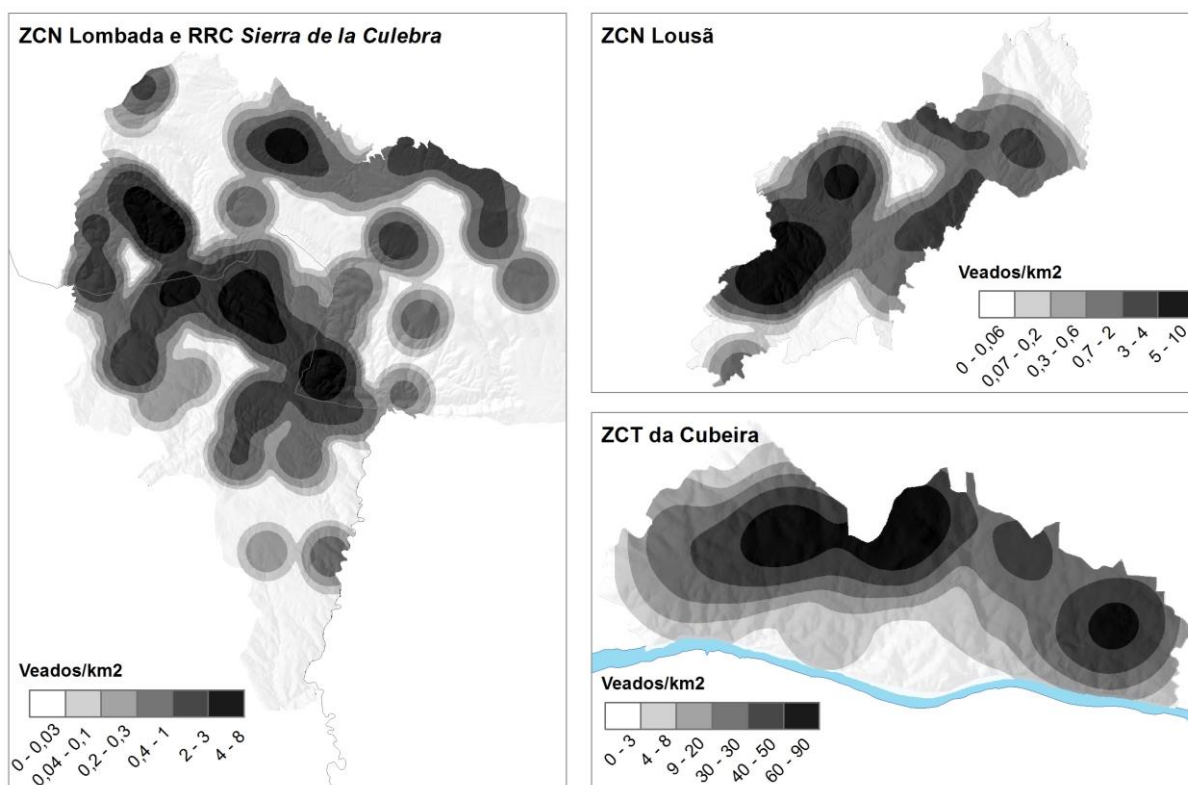 ZCN Lombada e RRC Sierra de la Culebra
Veados/km2
0 - 0,03
0,04 - 0,1
0,2 - 0,3
0,4 - 1
2 - 3
4 - 8
ZCN Lousã
Veados/km2
0 - 0,06
0,07 - 0,2
0,3 - 0,6
0,7 - 2
3 - 4
5 - 10
ZCT da Cubeira
Veados/km2
0 - 3
4 - 8
9 - 20
30 - 30
40 - 50
60 - 90